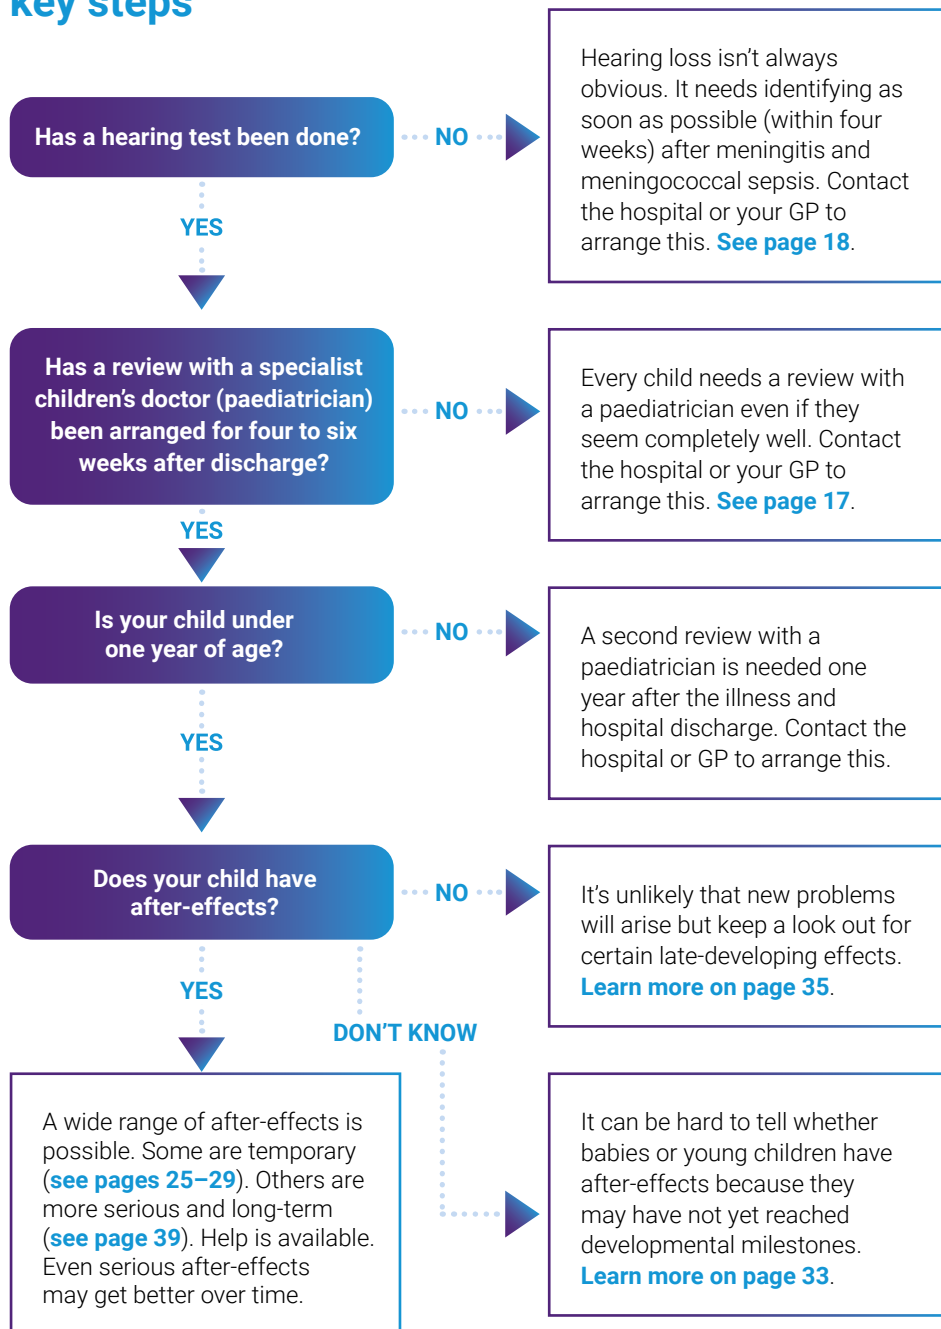 key steps
Has a hearing test been done?
NO
Hearing loss isn’t always
obvious. It needs identifying as
soon as possible (within four
weeks) after meningitis and
meningococcal sepsis. Contact
the hospital or your GP to
arrange this. See page 18.
YES
Has a review with a specialist
children’s doctor (paediatrician)
been arranged for four to six
weeks after discharge?
NO
Every child needs a review with
a paediatrician even if they
seem completely well. Contact
the hospital or your GP to
arrange this. See page 17.
YES
Is your child under
one year of age?
NO
A second review with a
paediatrician is needed one
year after the illness and
hospital discharge. Contact the
hospital or GP to arrange this.
YES
Does your child have
after-effects?
NO
It’s unlikely that new problems
will arise but keep a look out for
certain late-developing effects.
Learn more on page 35.
YES
A wide range of after-effects is
possible. Some are temporary
(see pages 25–29). Others are
more serious and long-term
(see page 39). Help is available.
Even serious after-effects
may get better over time.
DON’T KNOW
It can be hard to tell whether
babies or young children have
after-effects because they
may have not yet reached
developmental milestones.
Learn more on page 33.